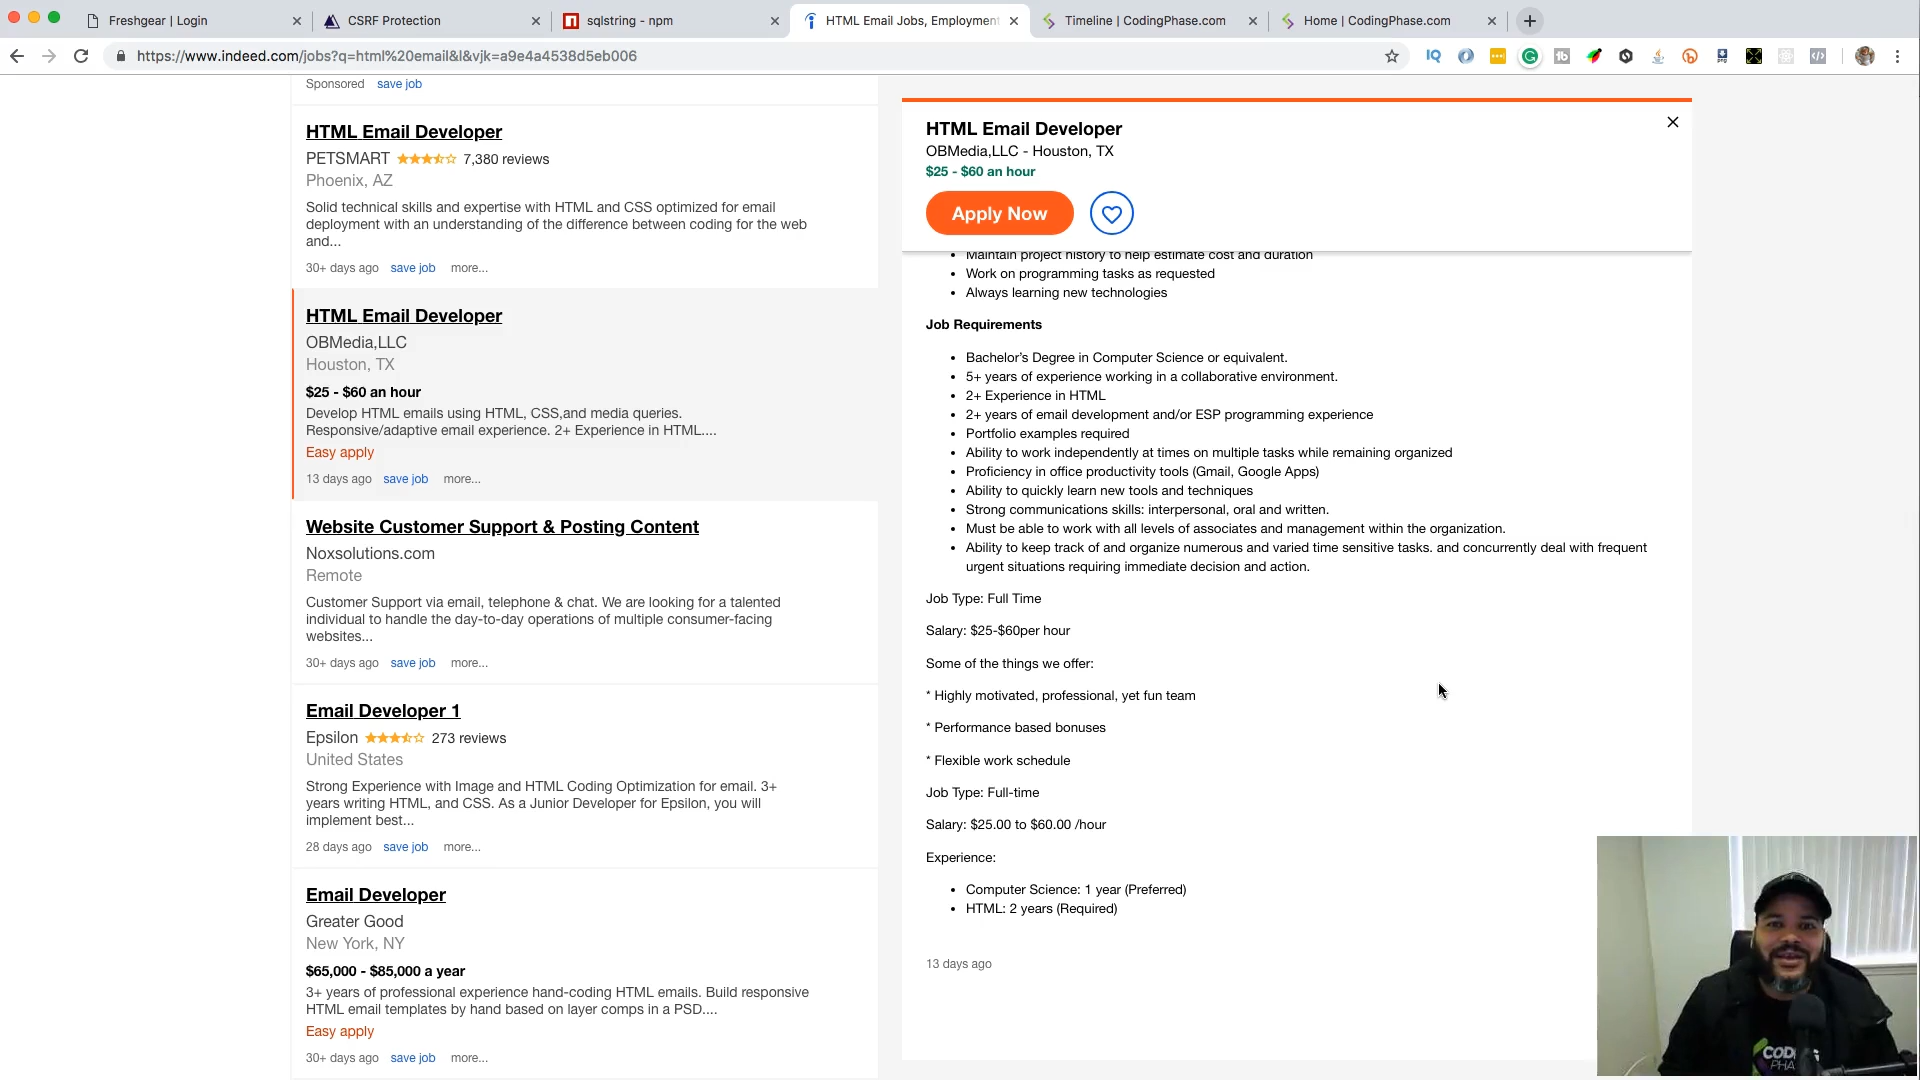 Freshgear | Login
CSRF Protection
sqlstring - npm
HTML Email Jobs, Employment
Timeline | CodingPhase.com
Home | CodingPhase.com
https://www.indeed.com/jobs?q=html%20email&l&vjk=a9e4a4538d5eb006
Sponsored save job
HTML Email Developer
PETSMART 7,380 reviews
Phoenix, AZ
Solid technical skills and expertise with HTML and CSS optimized for email
deployment with an understanding of the difference between coding for the web
and...
30+ days ago save job more...
HTML Email Developer
OBMedia,LLC
Houston, TX
$25 - $60 an hour
Develop HTML emails using HTML, CSS,and media queries.
Responsive/adaptive email experience. 2+ Experience in HTML....
Easy apply
13 days ago save job more...
Website Customer Support & Posting Content
Noxsolutions.com
Remote
Customer Support via email, telephone & chat. We are looking for a talented
individual to handle the day-to-day operations of multiple consumer-facing
websites...
30+ days ago save job more...
Email Developer 1
Epsilon 273 reviews
United States
Strong Experience with Image and HTML Coding Optimization for email. 3+
years writing HTML, and CSS. As a Junior Developer for Epsilon, you will
implement best...
28 days ago save job more...
Email Developer
Greater Good
New York, NY
$65,000 - $85,000 a year
3+ years of professional experience hand-coding HTML emails. Build responsive
HTML email templates by hand based on layer comps in a PSD....
Easy apply
30+ days ago save job more...
HTML Email Developer
OBMedia,LLC - Houston, TX
$25 - $60 an hour
Apply Now
• Maintain project history to help estimate cost and duration
• Work on programming tasks as requested
• Always learning new technologies
Job Requirements
• Bachelor's Degree in Computer Science or equivalent.
• 5+ years of experience working in a collaborative environment.
• 2+ Experience in HTML
• 2+ years of email development and/or ESP programming experience
• Portfolio examples required
• Ability to work independently at times on multiple tasks while remaining organized
• Proficiency in office productivity tools (Gmail, Google Apps)
• Ability to quickly learn new tools and techniques
• Strong communications skills: interpersonal, oral and written.
• Must be able to work with all levels of associates and management within the organization.
• Ability to keep track of and organize numerous and varied time sensitive tasks. and concurrently deal with frequent
urgent situations requiring immediate decision and action.
Job Type: Full Time
Salary: $25-$60per hour
Some of the things we offer:
* Highly motivated, professional, yet fun team
* Performance based bonuses
* Flexible work schedule
Job Type: Full-time
Salary: $25.00 to $60.00 /hour
Experience:
• Computer Science: 1 year (Preferred)
• HTML: 2 years (Required)
13 days ago